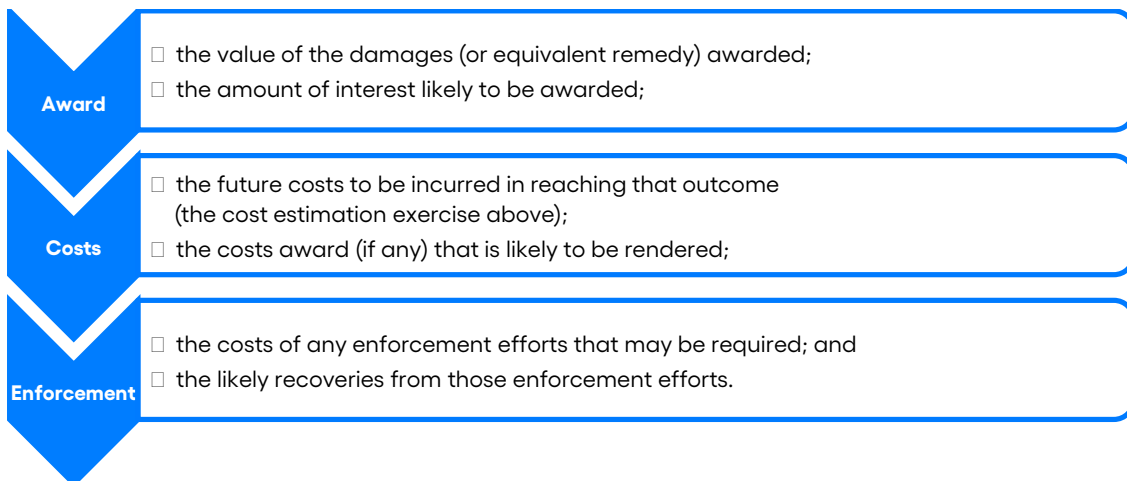 Award
□ the value of the damages (or equivalent remedy) awarded;
□ the amount of interest likely to be awarded;
Costs
□ the future costs to be incurred in reaching that outcome
(the cost estimation exercise above);
□ the costs award (if any) that is likely to be rendered;
Enforcement
□ the costs of any enforcement efforts that may be required; and
□ the likely recoveries from those enforcement efforts.